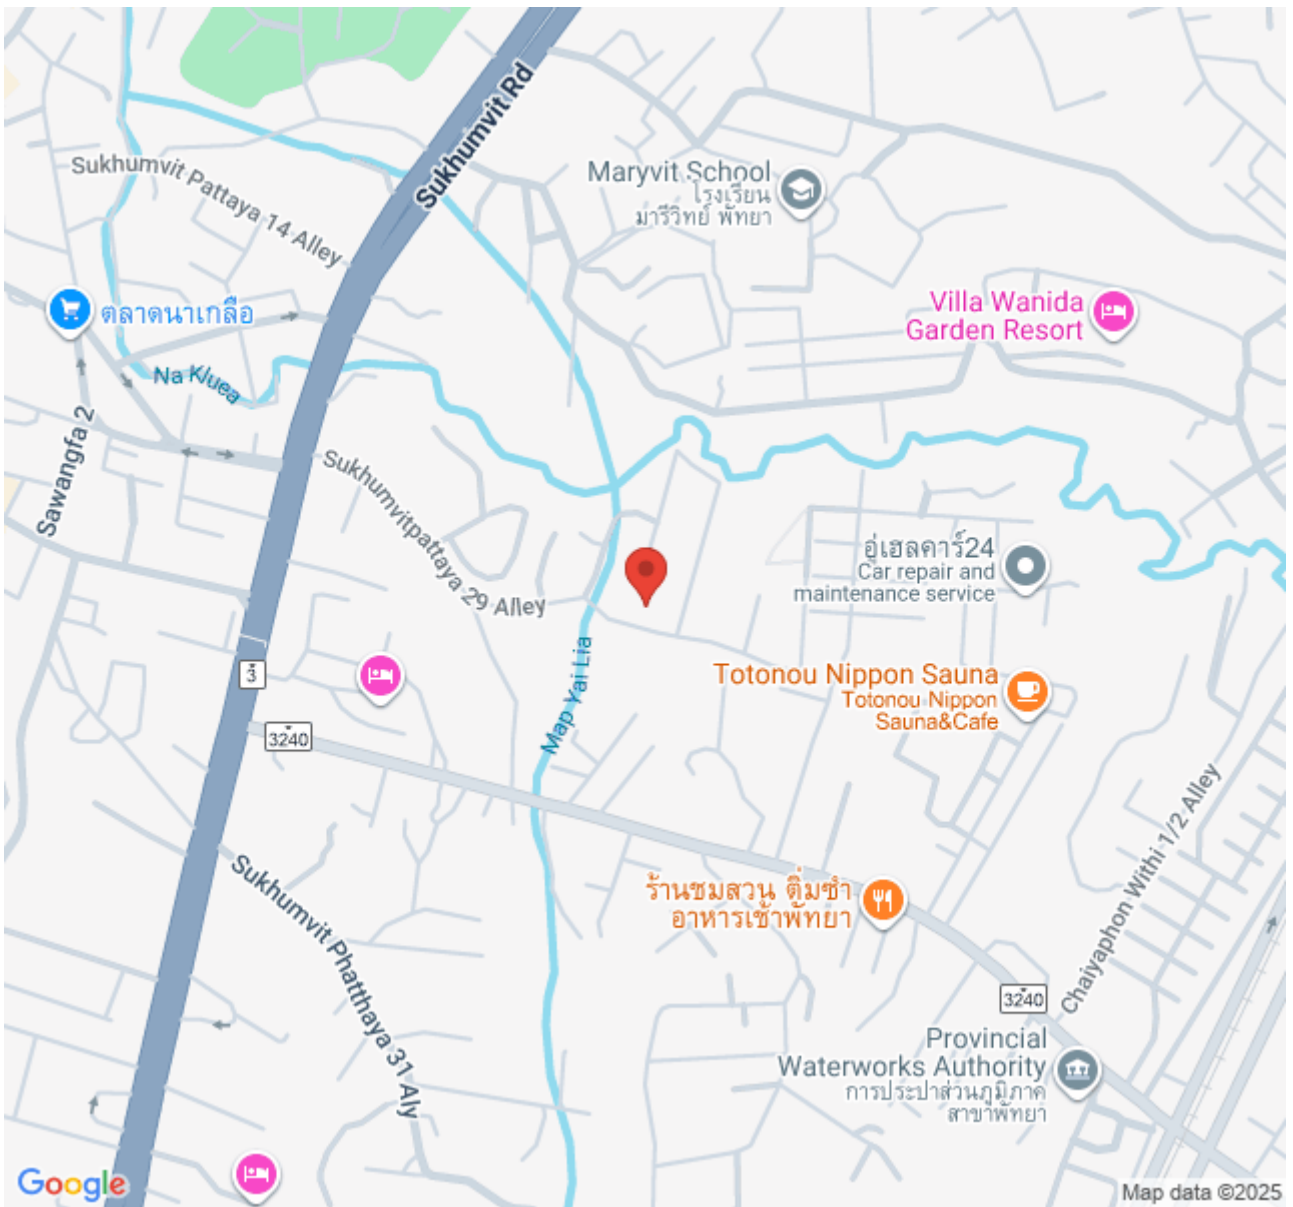 Sukhumvit Rd
Sukhumvit Pattaya 14 Alley
Maryvit School
โรงเรียน
มารีวิทย์ พัทยา
ตลาดนาเกลือ
Villa Wanida
Garden Resort
Na Kluea
Sawangfa 2
Sukhumvitpattaya 29 Alley
อู่เฮลคาร์24
Car repair and
maintenance service
Map Yai Lia
3
3240
Totonou Nippon Sauna
Totonou Nippon
Sauna&Cafe
Chaiyaphon Withi 1/2 Alley
Sukhumvit Phatthaya 31 Aly
ร้านชมสวน ติ่มซำ
อาหารเช้าพัทยา
3240
Provincial
Waterworks Authority
การประปาส่วนภูมิภาค
สาขาพัทยา
Google
Map data ©2025